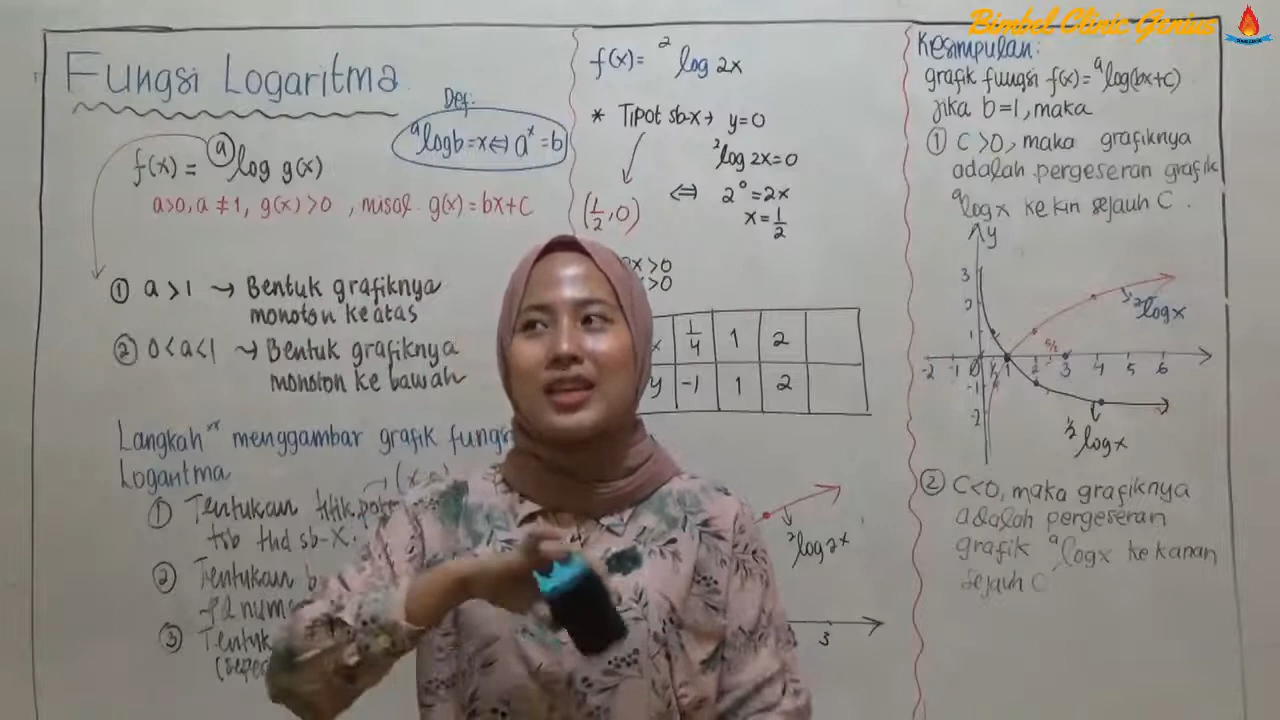 Bimbel Clinic Genius
Fungsi Logaritma
Def:
ᵃlog b = x ⇔ aˣ = b
f(x) = ᵃlog g(x)
a>0, a ≠ 1, g(x) > 0 , misal g(x) = bx+c
① a > 1 → Bentuk grafiknya
monoton ke atas
② 0<a<1 → Bentuk grafiknya
monoton ke bawah
Langkah" menggambar grafik fungsi
Logaritma
① Tentukan titik
tsb thd sb-X.
② Tentukan
③
f(x) = ²log 2x
* Tipot sb-x → y=0
²log 2x = 0
⇔ 2⁰ = 2x
x = 1/2
(1/2, 0)
x > 0
> 0
x 1/4 1 2
y -1 1 2
²log 2x
3
Kesimpulan:
grafik fungsi f(x) = ᵃlog(bx+c)
jika b=1, maka
① C > 0, maka grafiknya
adalah pergeseran grafik
ᵃlog x ke kiri sejauh C.
y
3
2
1
-2 -1 0 1/2 1 2 5/2 3 4 5 6
-1
-2
²log x
½log x
② C<0, maka grafiknya
adalah pergeseran
grafik ᵃlog x ke kanan
sejauh C